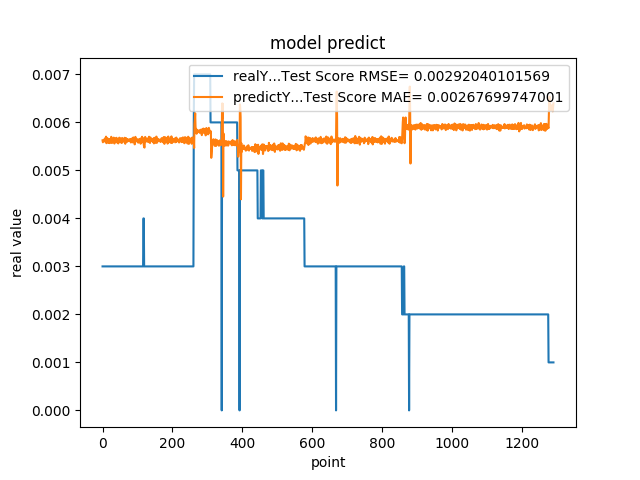 model predict
realY...Test Score RMSE= 0.00292040101569
predictY...Test Score MAE= 0.00267699747001
real value
0.007
0.006
0.005
0.004
0.003
0.002
0.001
0.000
0 200 400 600 800 1000 1200
point